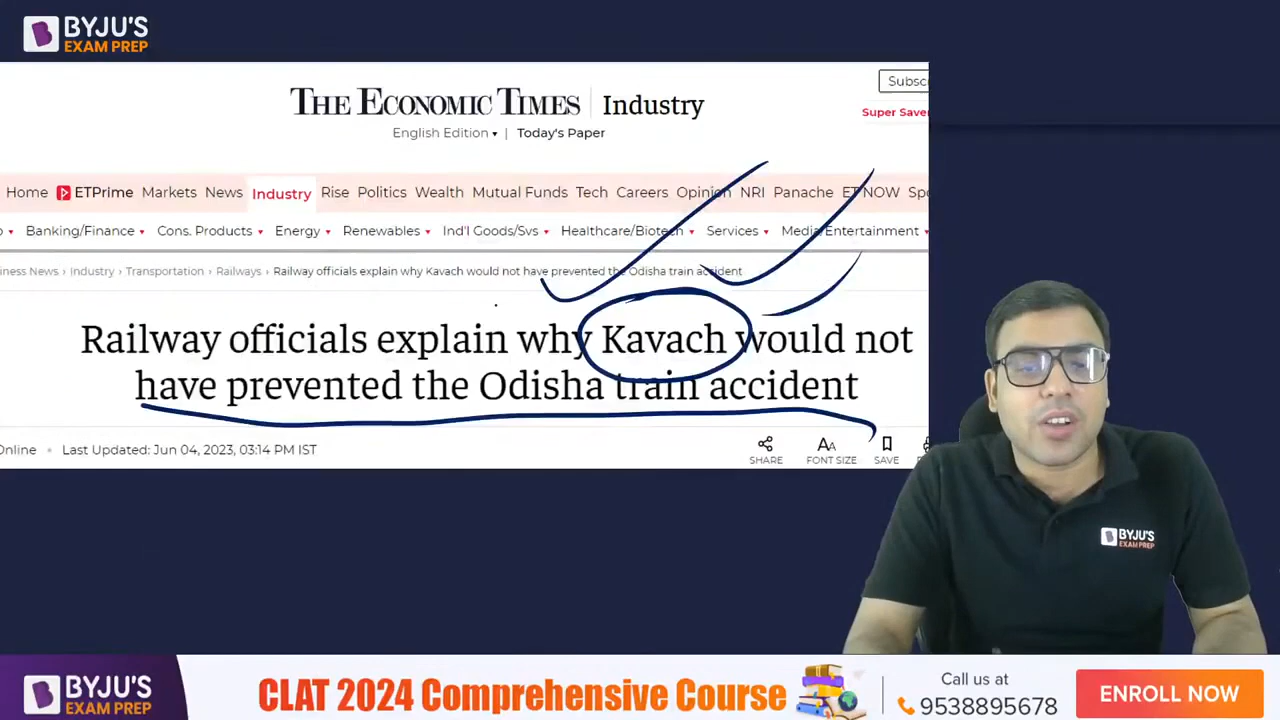 BYJU'S
EXAM PREP
THE ECONOMIC TIMES | Industry
Subsc
English Edition ▾ | Today's Paper
Super Saver
Home ETPrime Markets News Industry Rise Politics Wealth Mutual Funds Tech Careers Opinion NRI Panache ET NOW Spo
Banking/Finance Cons. Products Energy Renewables Ind'l Goods/Svs Healthcare/Biotech Services Media/Entertainment
iness News › Industry › Transportation › Railways › Railway officials explain why Kavach would not have prevented the Odisha train accident
Railway officials explain why Kavach would not
have prevented the Odisha train accident
Online • Last Updated: Jun 04, 2023, 03:14 PM IST
SHARE FONT SIZE SAVE
BYJU'S
EXAM PREP
BYJU'S
EXAM PREP
CLAT 2024 Comprehensive Course
Call us at
9538895678
ENROLL NOW